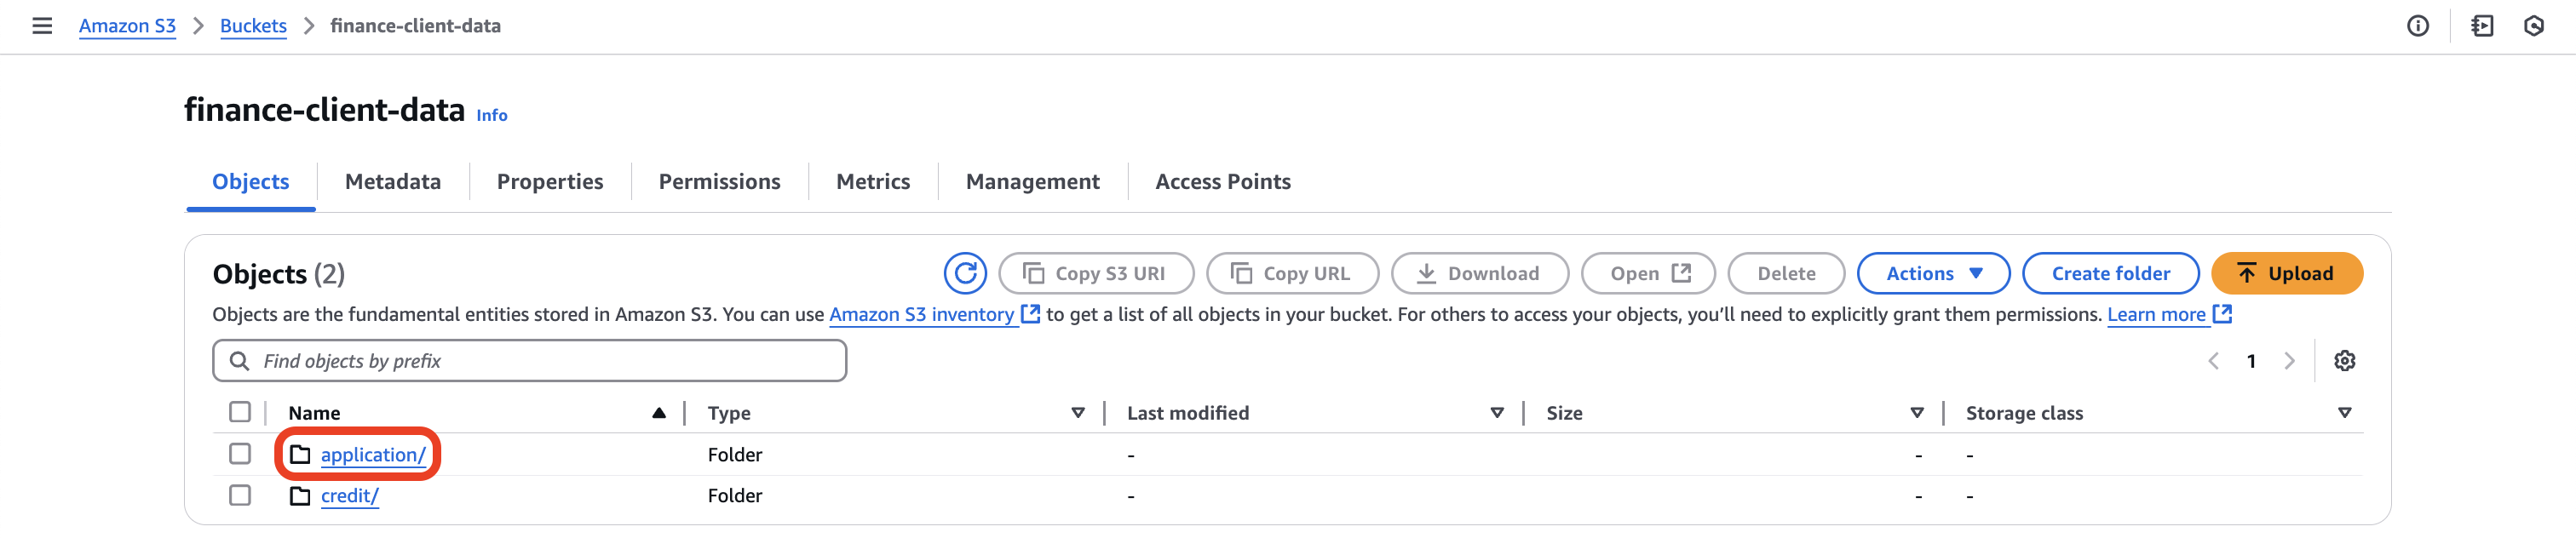 Amazon S3 > Buckets > finance-client-data
finance-client-data Info
Objects Metadata Properties Permissions Metrics Management Access Points
Objects (2) Copy S3 URI Copy URL Download Open Delete Actions Create folder Upload
Objects are the fundamental entities stored in Amazon S3. You can use Amazon S3 inventory to get a list of all objects in your bucket. For others to access your objects, you’ll need to explicitly grant them permissions. Learn more
Find objects by prefix 1
Name Type Last modified Size Storage class
application/ Folder - - -
credit/ Folder - - -